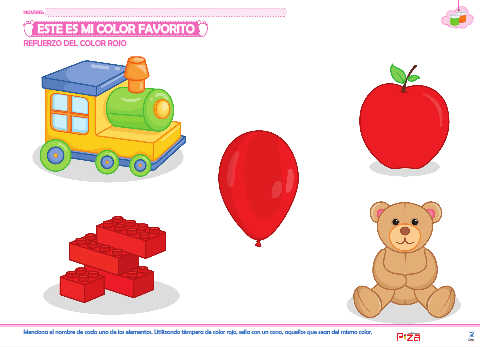 NOMBRE:
ESTE ES MI COLOR FAVORITO
REFUERZO DEL COLOR ROJO
Menciona el nombre de cada uno de los elementos. Utilizando témpera de color rojo, sella con un corcho, aquellos que sean del mismo color.